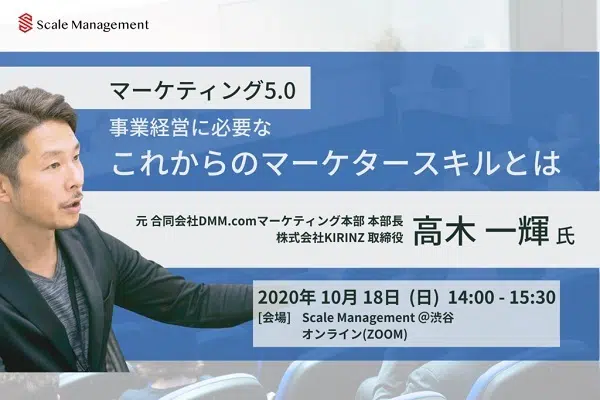 Scale Management
マーケティング5.0
事業経営に必要な
これからのマーケタースキルとは
元 合同会社DMM.comマーケティング本部 本部長
株式会社KIRINZ 取締役
高木 一輝 氏
2020年 10月 18日 (日) 14:00 - 15:30
[会場] Scale Management ＠渋谷
オンライン(ZOOM)